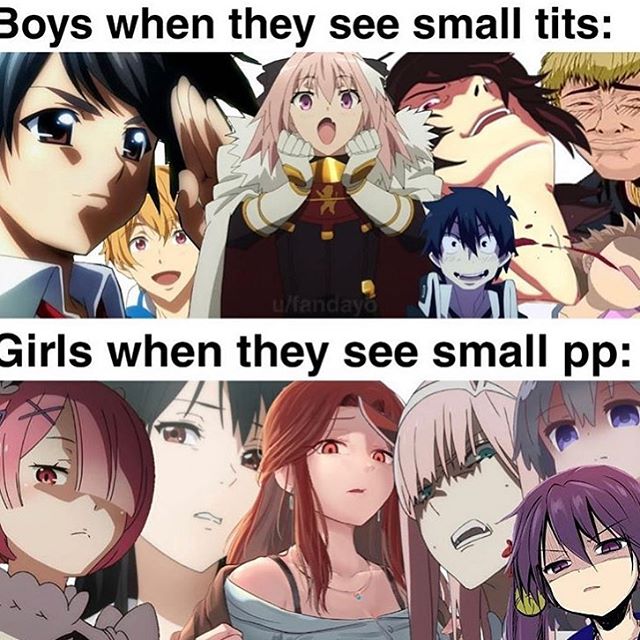 Boys when they see small tits:
u/fandayo
Girls when they see small pp: